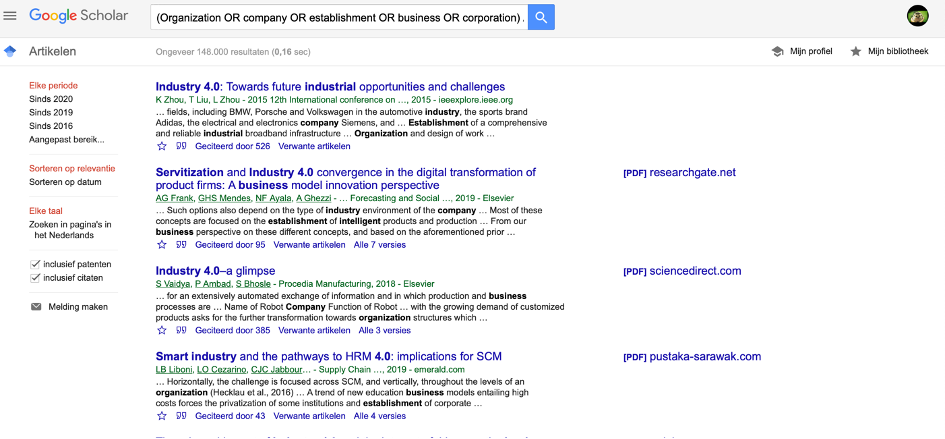 Google Scholar
(Organization OR company OR establishment OR business OR corporation) .
Artikelen
Ongeveer 148.000 resultaten (0,16 sec)
Mijn profiel
Mijn bibliotheek
Elke periode
Sinds 2020
Sinds 2019
Sinds 2016
Aangepast bereik...
Sorteren op relevantie
Sorteren op datum
Elke taal
Zoeken in pagina's in
het Nederlands
inclusief patenten
inclusief citaten
Melding maken
Industry 4.0: Towards future industrial opportunities and challenges
K Zhou, T Liu, L Zhou - 2015 12th International conference on …, 2015 - ieeexplore.ieee.org
… fields, including BMW, Porsche and Volkswagen in the automotive industry, the sports brand
Adidas, the electrical and electronics company Siemens, and … Establishment of a comprehensive
and reliable industrial broadband infrastructure … Organization and design of work …
Geciteerd door 526 Verwante artikelen
Servitization and Industry 4.0 convergence in the digital transformation of
product firms: A business model innovation perspective
AG Frank, GHS Mendes, NF Ayala, A Ghezzi - … Forecasting and Social …, 2019 - Elsevier
… Such options also depend on the type of industry environment of the company … Most of these
concepts are focused on the establishment of intelligent products and production … From our
business perspective on these different concepts, and based on the aforementioned prior …
Geciteerd door 95 Verwante artikelen Alle 7 versies
[PDF] researchgate.net
Industry 4.0–a glimpse
S Vaidya, P Ambad, S Bhosle - Procedia Manufacturing, 2018 - Elsevier
… for an extensively automated exchange of information and in which production and business
processes are … Name of Robot Company Function of Robot … with the growing demand of customized
products asks for the further transformation towards organization structures which …
Geciteerd door 385 Verwante artikelen Alle 3 versies
[PDF] sciencedirect.com
Smart industry and the pathways to HRM 4.0: implications for SCM
LB Liboni, LO Cezarino, CJC Jabbour… - Supply Chain …, 2019 - emerald.com
… Horizontally, the challenge is focused across SCM, and vertically, throughout the levels of an
organization (Hecklau et al., 2016) … A trend of new education business models entailing high
costs forces the privatization of some institutions and establishment of corporate …
Geciteerd door 43 Verwante artikelen Alle 4 versies
[PDF] pustaka-sarawak.com